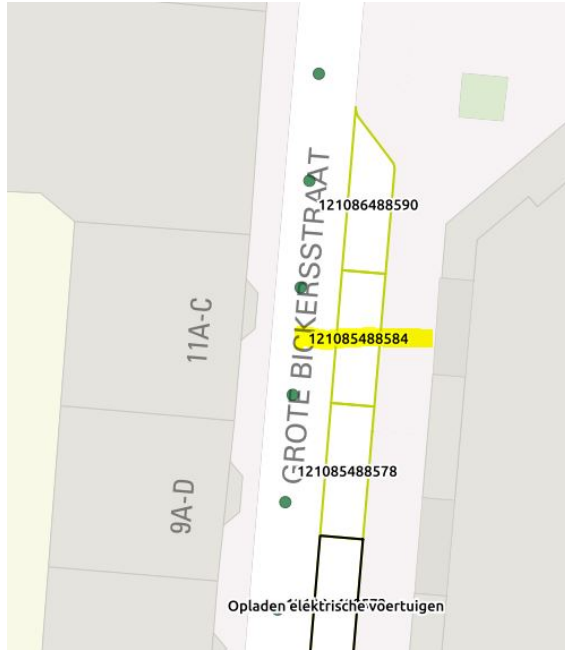 121086488590
GROTE BICKERSSTRAAT
11A-C
121085488584
121085488578
9A-D
Opladen elektrische voertuigen